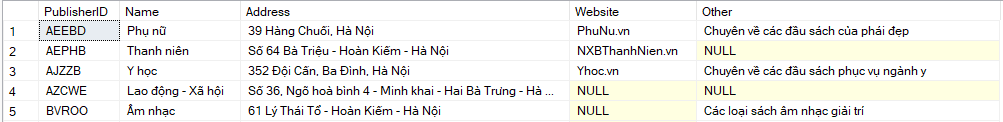 PublisherID Name Address Website Other
1 AEEBD Phụ nữ 39 Hàng Chuối, Hà Nội PhuNu.vn Chuyên về các đầu sách của phái đẹp
2 AEPHB Thanh niên Số 64 Bà Triệu - Hoàn Kiếm - Hà Nội NXBThanhNien.vn NULL
3 AJZZB Y học 352 Đội Cấn, Ba Đình, Hà Nội Yhoc.vn Chuyên về các đầu sách phục vụ ngành y
4 AZCWE Lao động - Xã hội Số 36, Ngõ hoà bình 4 - Minh khai - Hai Bà Trưng - Hà ... NULL NULL
5 BVROO Âm nhạc 61 Lý Thái Tổ - Hoàn Kiếm - Hà Nội NULL Các loại sách âm nhạc giải trí